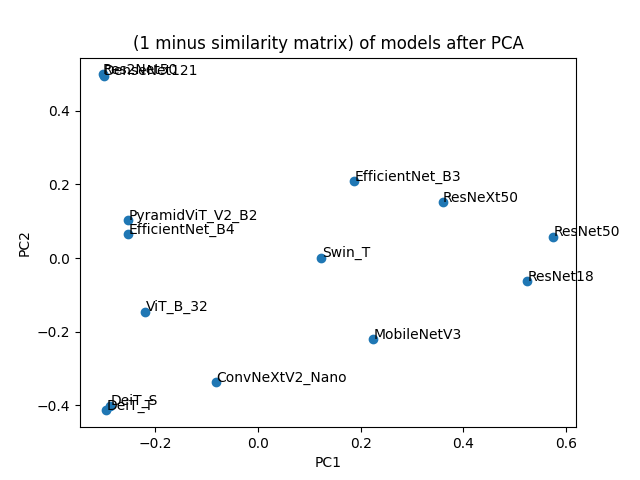 (1 minus similarity matrix) of models after PCA
Res2Net50
DenseNet121
0.4
EfficientNet_B3
0.2
ResNeXt50
PyramidViT_V2_B2
EfficientNet_B4
ResNet50
PC2
0.0
Swin_T
ResNet18
ViT_B_32
−0.2
MobileNetV3
ConvNeXtV2_Nano
DeiT_S
DeiT_T
−0.4
−0.2
0.0
0.2
0.4
0.6
PC1